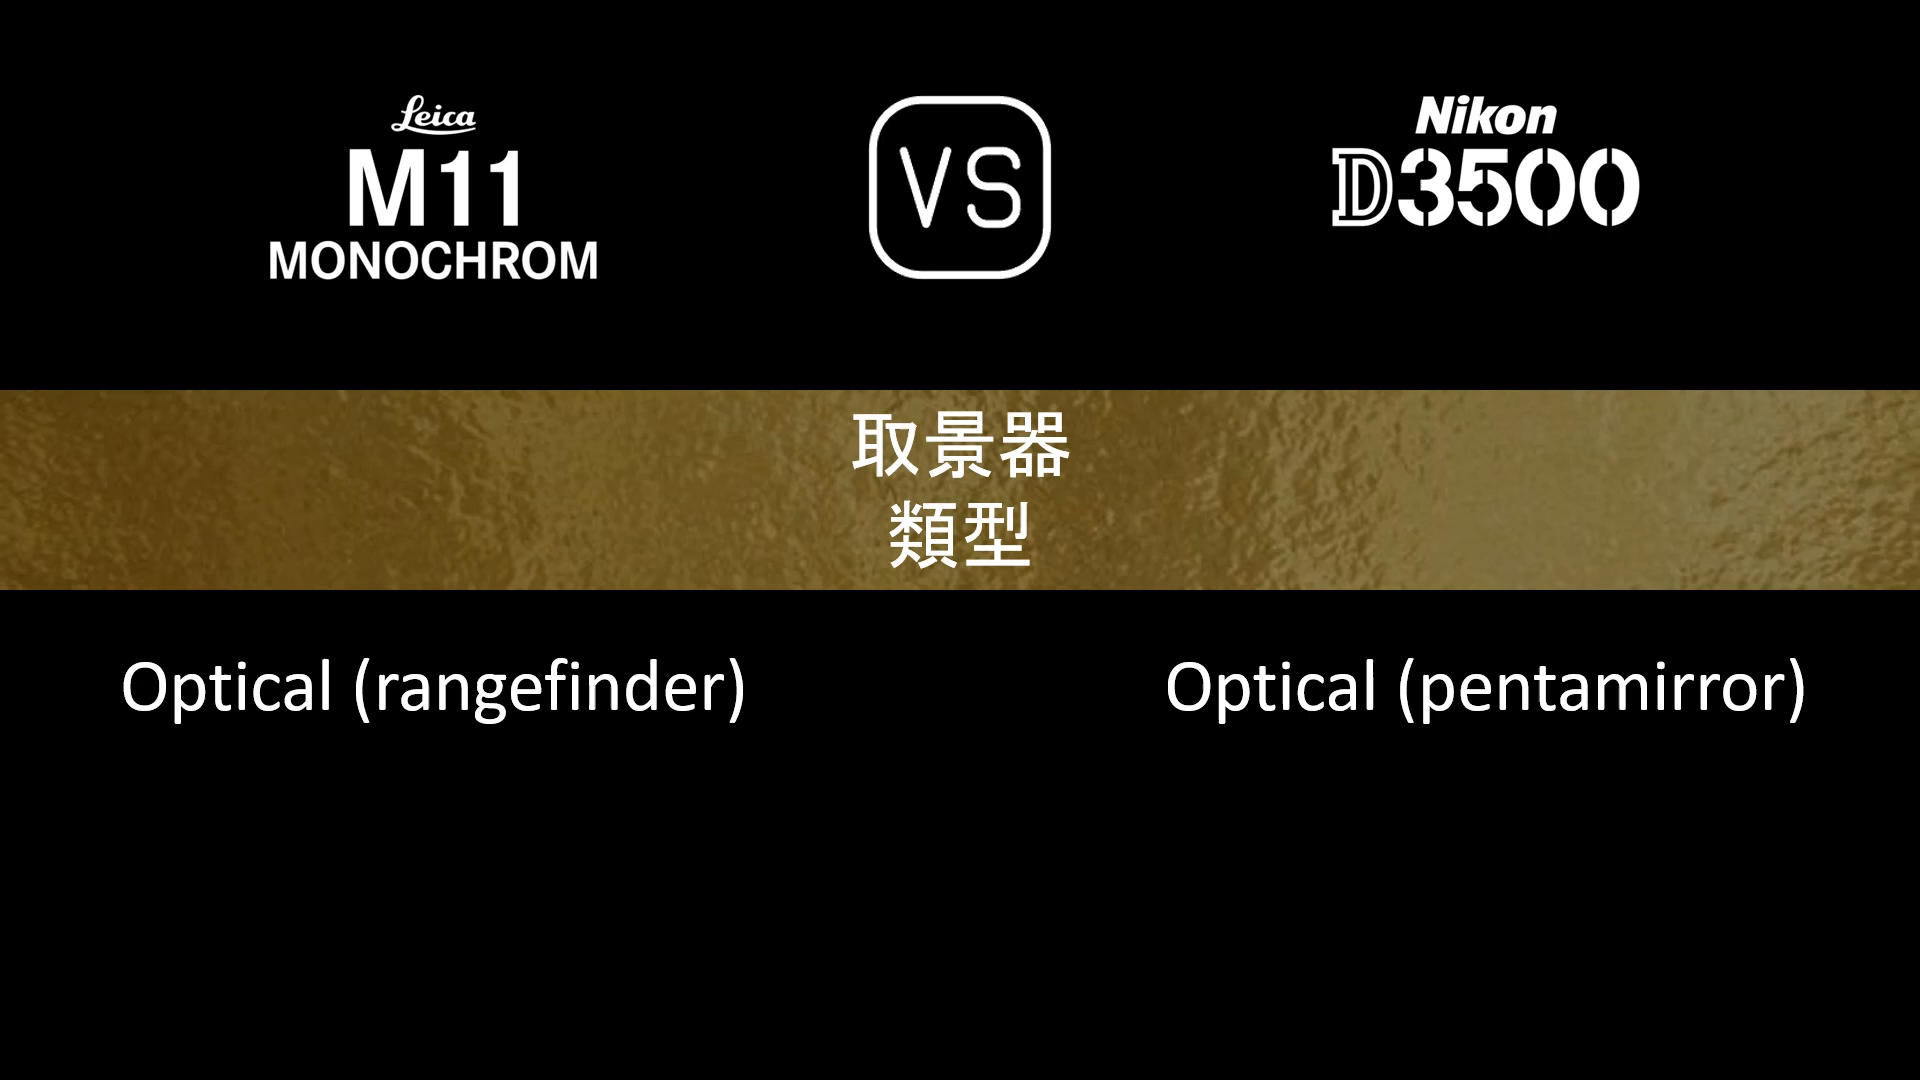 Leica
M11
MONOCHROM
VS
Nikon
D3500
取景器
類型
Optical (rangefinder)
Optical (pentamirror)